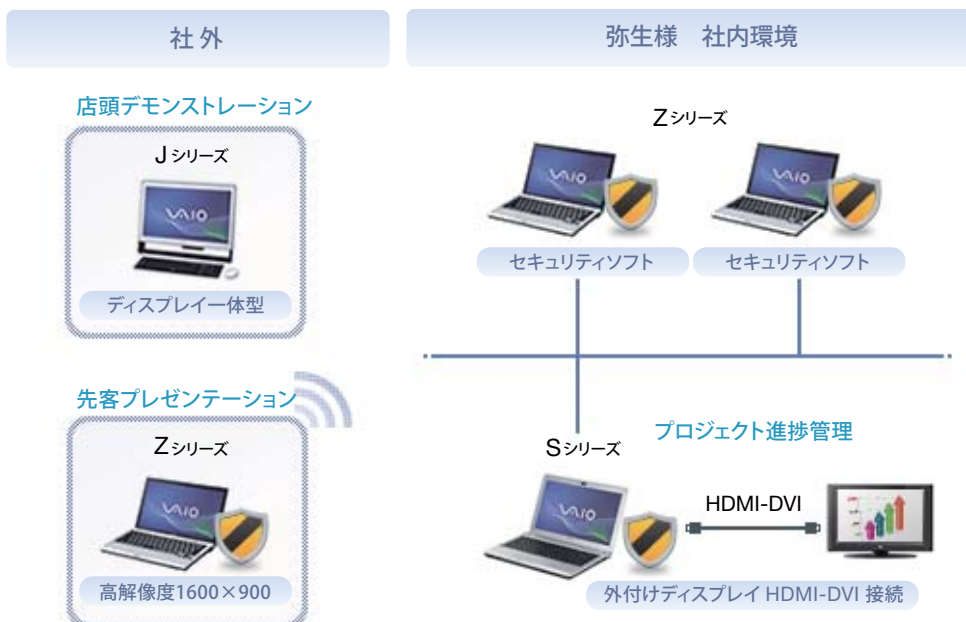 社外
店頭デモンストレーション
Jシリーズ
VAIO
ディスプレイ一体型
先客プレゼンテーション
Zシリーズ
VAIO
高解像度1600×900
弥生様 社内環境
Zシリーズ
VAIO
VAIO
セキュリティソフト
セキュリティソフト
プロジェクト進捗管理
Sシリーズ
VAIO
HDMI-DVI
外付けディスプレイ HDMI-DVI 接続